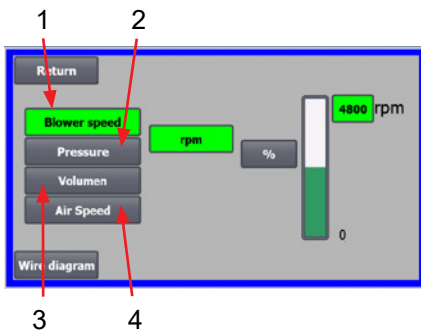 1
2
Return
4800 rpm
Blower speed
rpm
Pressure
%
Volumen
Air Speed
0
Wire diagram
3
4